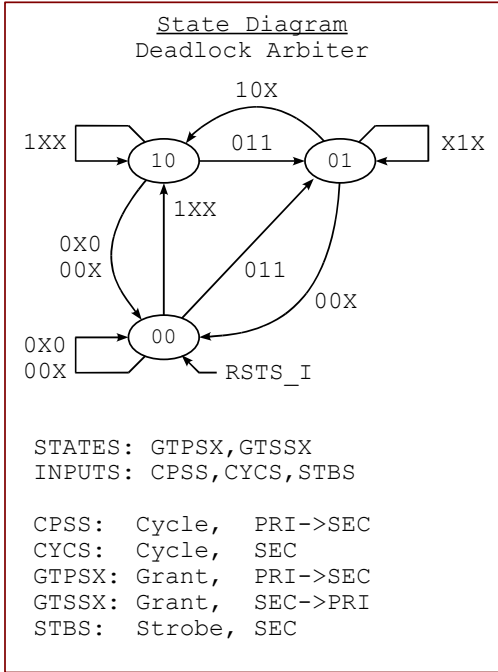 State Diagram
Deadlock Arbiter
10X
1XX
10
011
01
X1X
1XX
0X0
00X
011
00X
00
0X0
00X
RSTS_I
STATES: GTPSX,GTSSX
INPUTS: CPSS,CYCS,STBS
CPSS: Cycle, PRI->SEC
CYCS: Cycle, SEC
GTPSX: Grant, PRI->SEC
GTSSX: Grant, SEC->PRI
STBS: Strobe, SEC